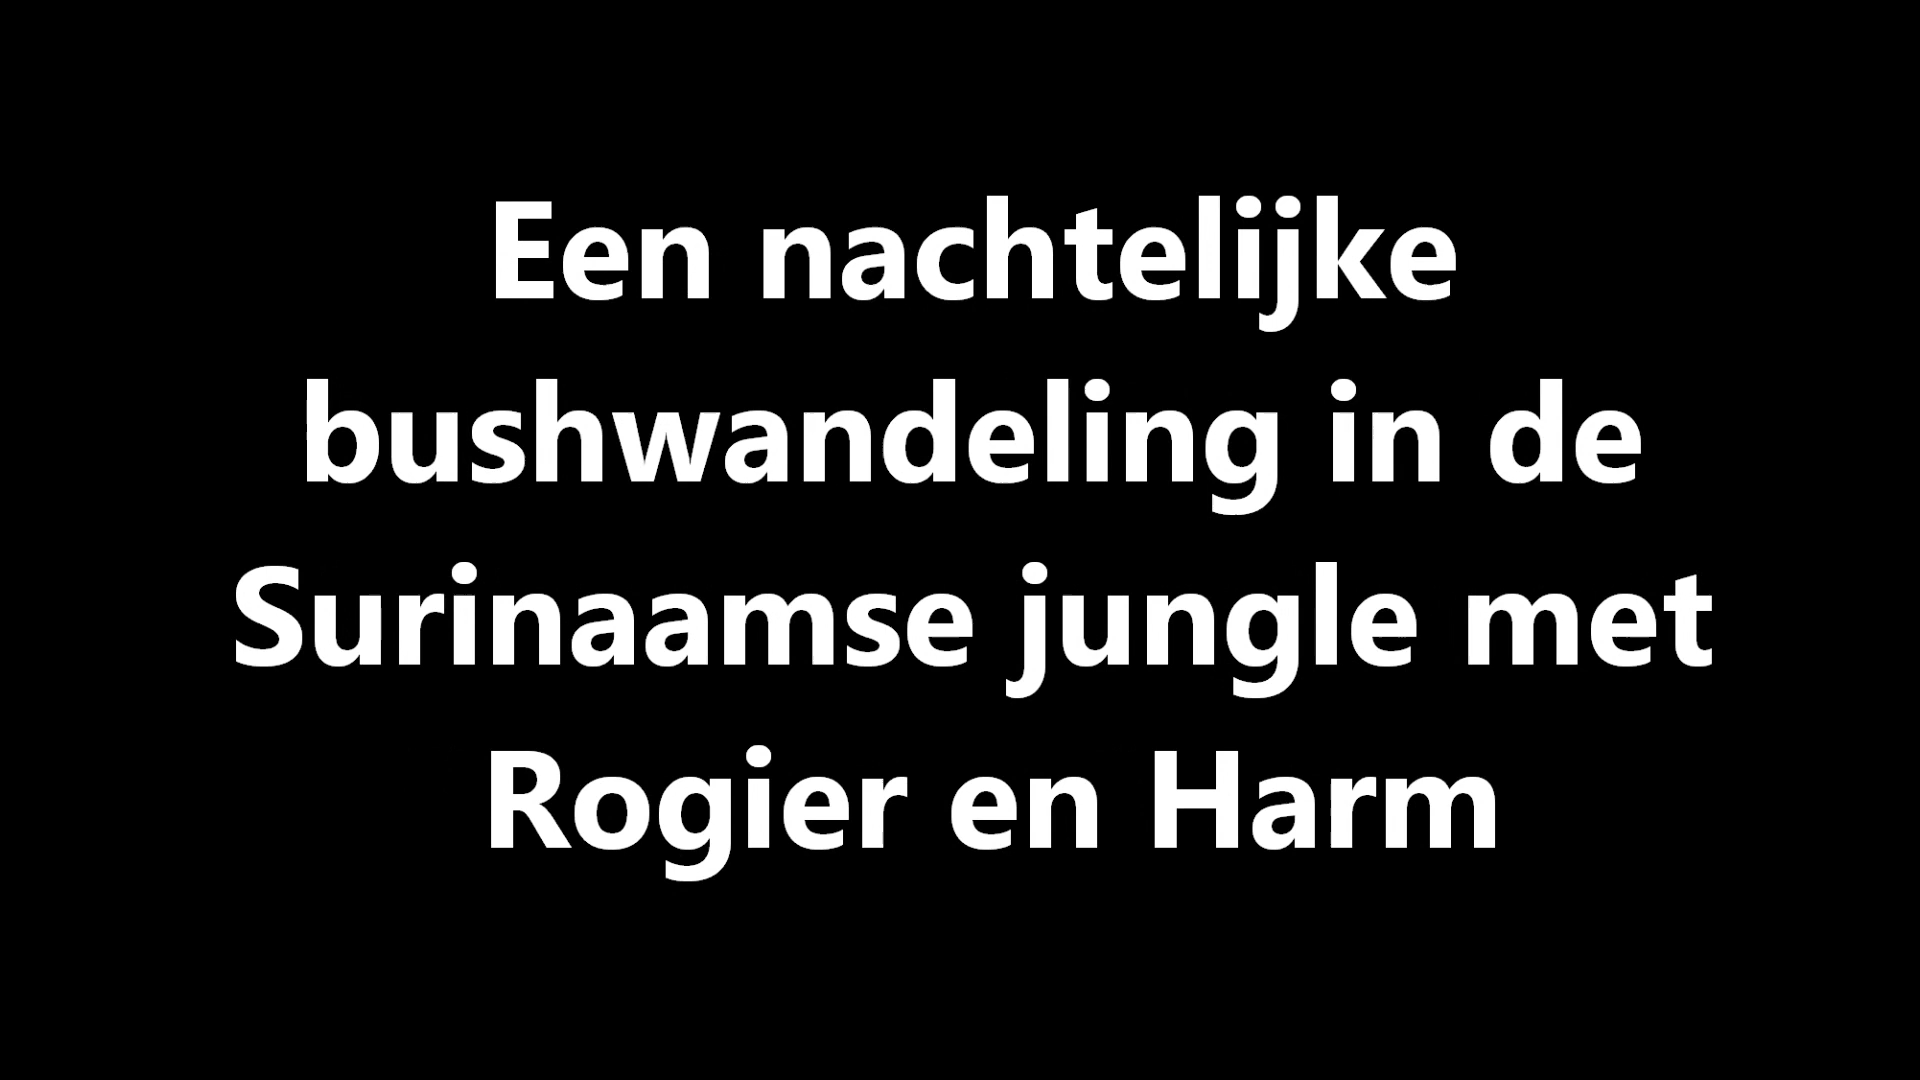 Een nachtelijke
bushwandeling in de
Surinaamse jungle met
Rogier en Harm